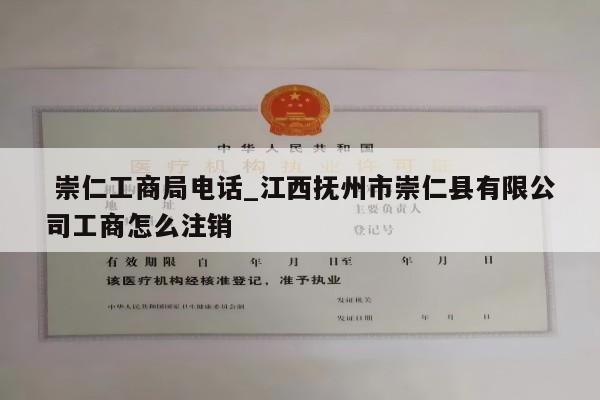 中华人民共和国
医疗机构执业许可证
崇仁工商局电话_江西抚州市崇仁县有限公
司工商怎么注销
地 址
主要负责人
登记号
有效期限 自 年 月 日至 年 月 日
该医疗机构经核准登记，准予执业
中华人民共和国国家卫生健康委员会制
发证机关
发证日期 年 月 日